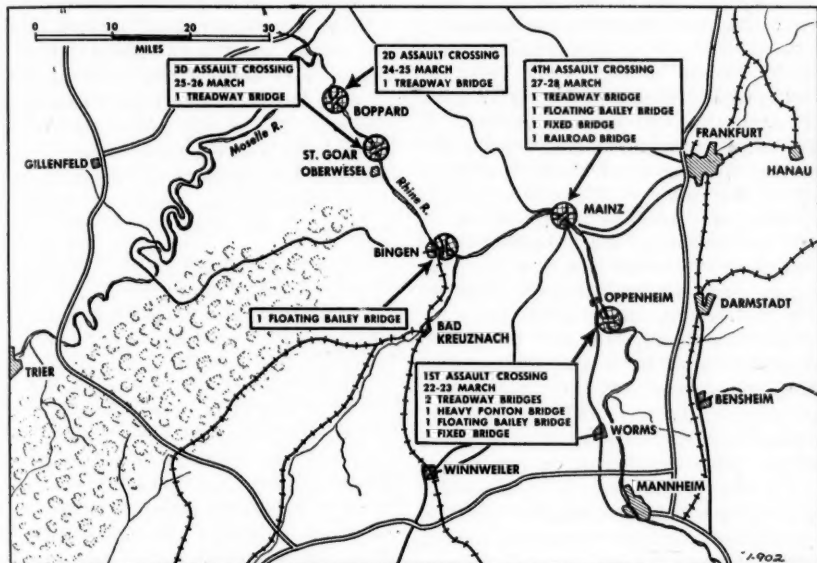 0 10 20 30
MILES
3D ASSAULT CROSSING
25-26 MARCH
1 TREADWAY BRIDGE
2D ASSAULT CROSSING
24-25 MARCH
1 TREADWAY BRIDGE
4TH ASSAULT CROSSING
27-28 MARCH
1 TREADWAY BRIDGE
1 FLOATING BAILEY BRIDGE
1 FIXED BRIDGE
1 RAILROAD BRIDGE
BOPPARD
FRANKFURT
HANAU
GILLENFELD
Moselle R.
ST. GOAR
OBERWESEL
Rhine R.
MAINZ
BINGEN
OPPENHEIM
DARMSTADT
1 FLOATING BAILEY BRIDGE
BAD
KREUZNACH
TRIER
1ST ASSAULT CROSSING
22-23 MARCH
2 TREADWAY BRIDGES
1 HEAVY PONTON BRIDGE
1 FLOATING BAILEY BRIDGE
1 FIXED BRIDGE
BENSHEIM
WORMS
WINNWEILER
MANNHEIM
1-902